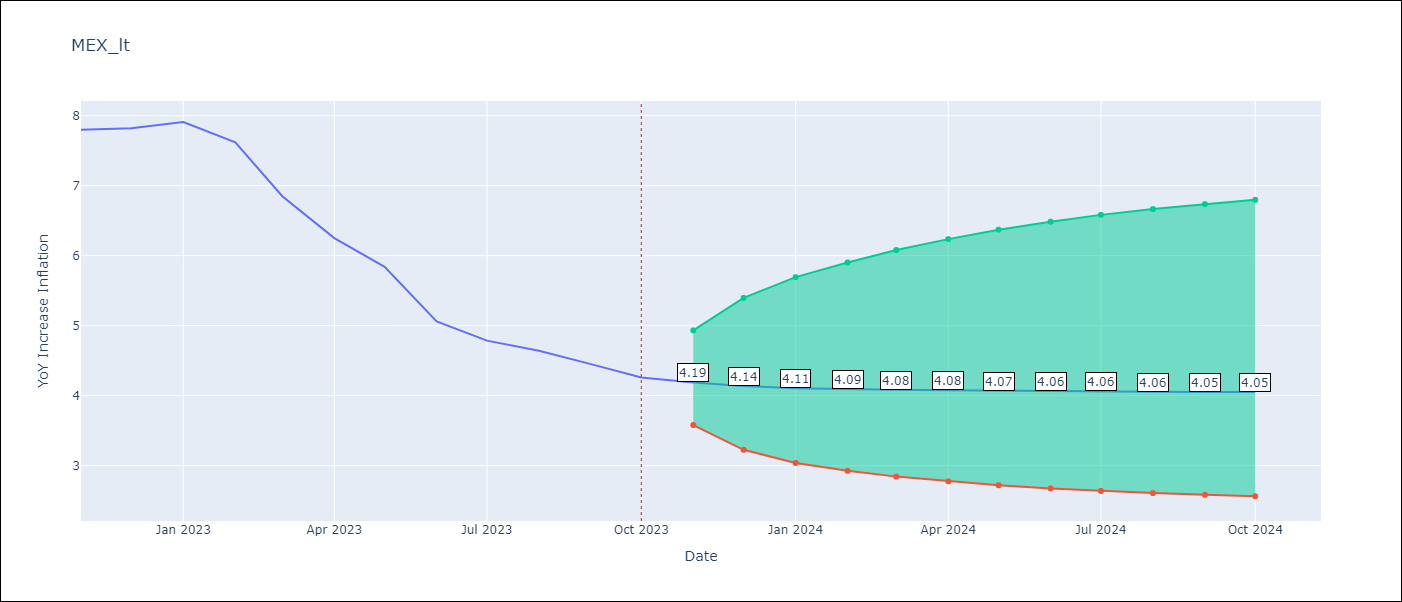 MEX_lt
YoY Increase Inflation
8
7
6
5
4
3
4.19
4.14
4.11
4.09
4.08
4.08
4.07
4.06
4.06
4.06
4.05
4.05
Jan 2023
Apr 2023
Jul 2023
Oct 2023
Jan 2024
Apr 2024
Jul 2024
Oct 2024
Date